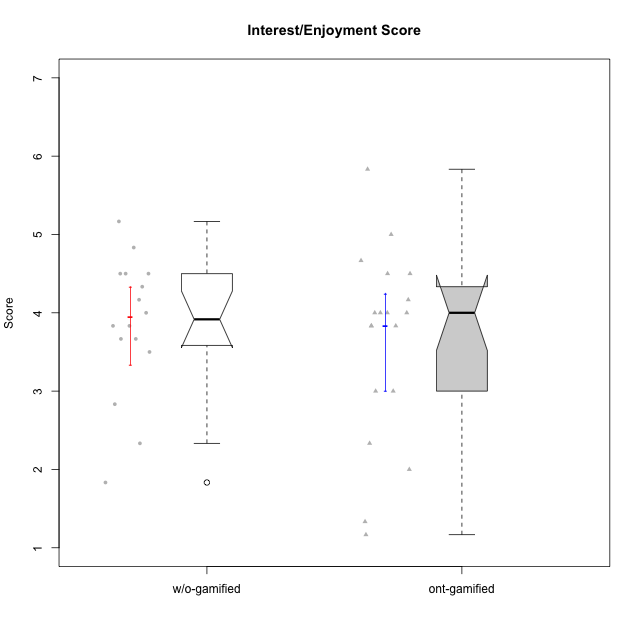 Interest/Enjoyment Score
7
6
5
4
3
2
1
Score
w/o-gamified
ont-gamified